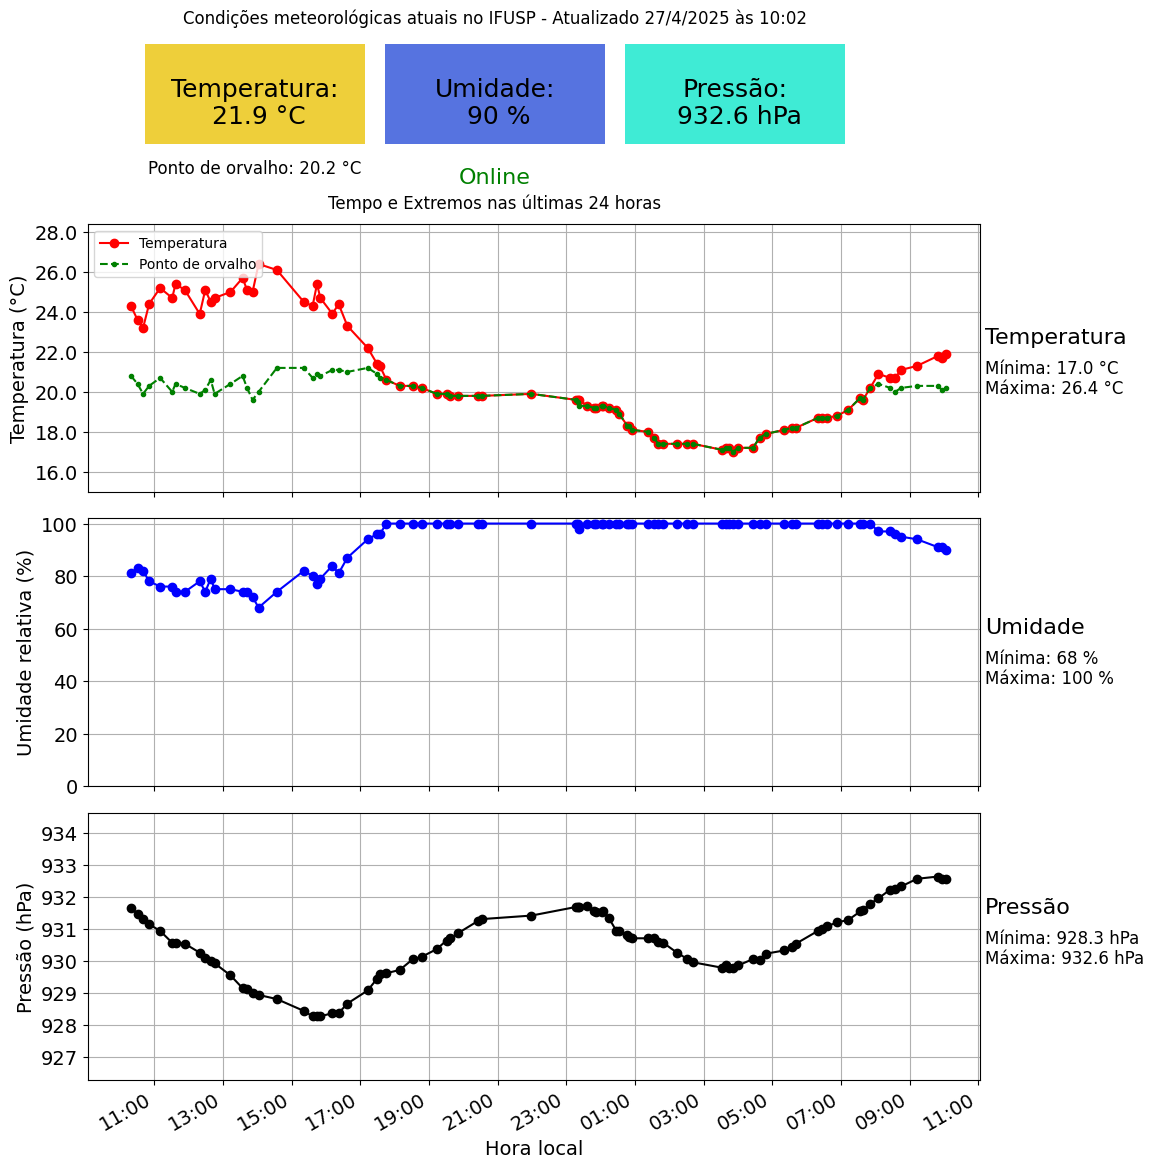 Condições meteorológicas atuais no IFUSP - Atualizado 27/4/2025 às 10:02
Temperatura:
21.9 °C
Umidade:
90 %
Pressão:
932.6 hPa
Ponto de orvalho: 20.2 °C
Online
Tempo e Extremos nas últimas 24 horas
Temperatura
Ponto de orvalho
Temperatura (°C)
28.0
26.0
24.0
22.0
20.0
18.0
16.0
Temperatura
Mínima: 17.0 °C
Máxima: 26.4 °C
Umidade relativa (%)
100
80
60
40
20
0
Umidade
Mínima: 68 %
Máxima: 100 %
Pressão (hPa)
934
933
932
931
930
929
928
927
Pressão
Mínima: 928.3 hPa
Máxima: 932.6 hPa
11:00 13:00 15:00 17:00 19:00 21:00 23:00 01:00 03:00 05:00 07:00 09:00 11:00
Hora local